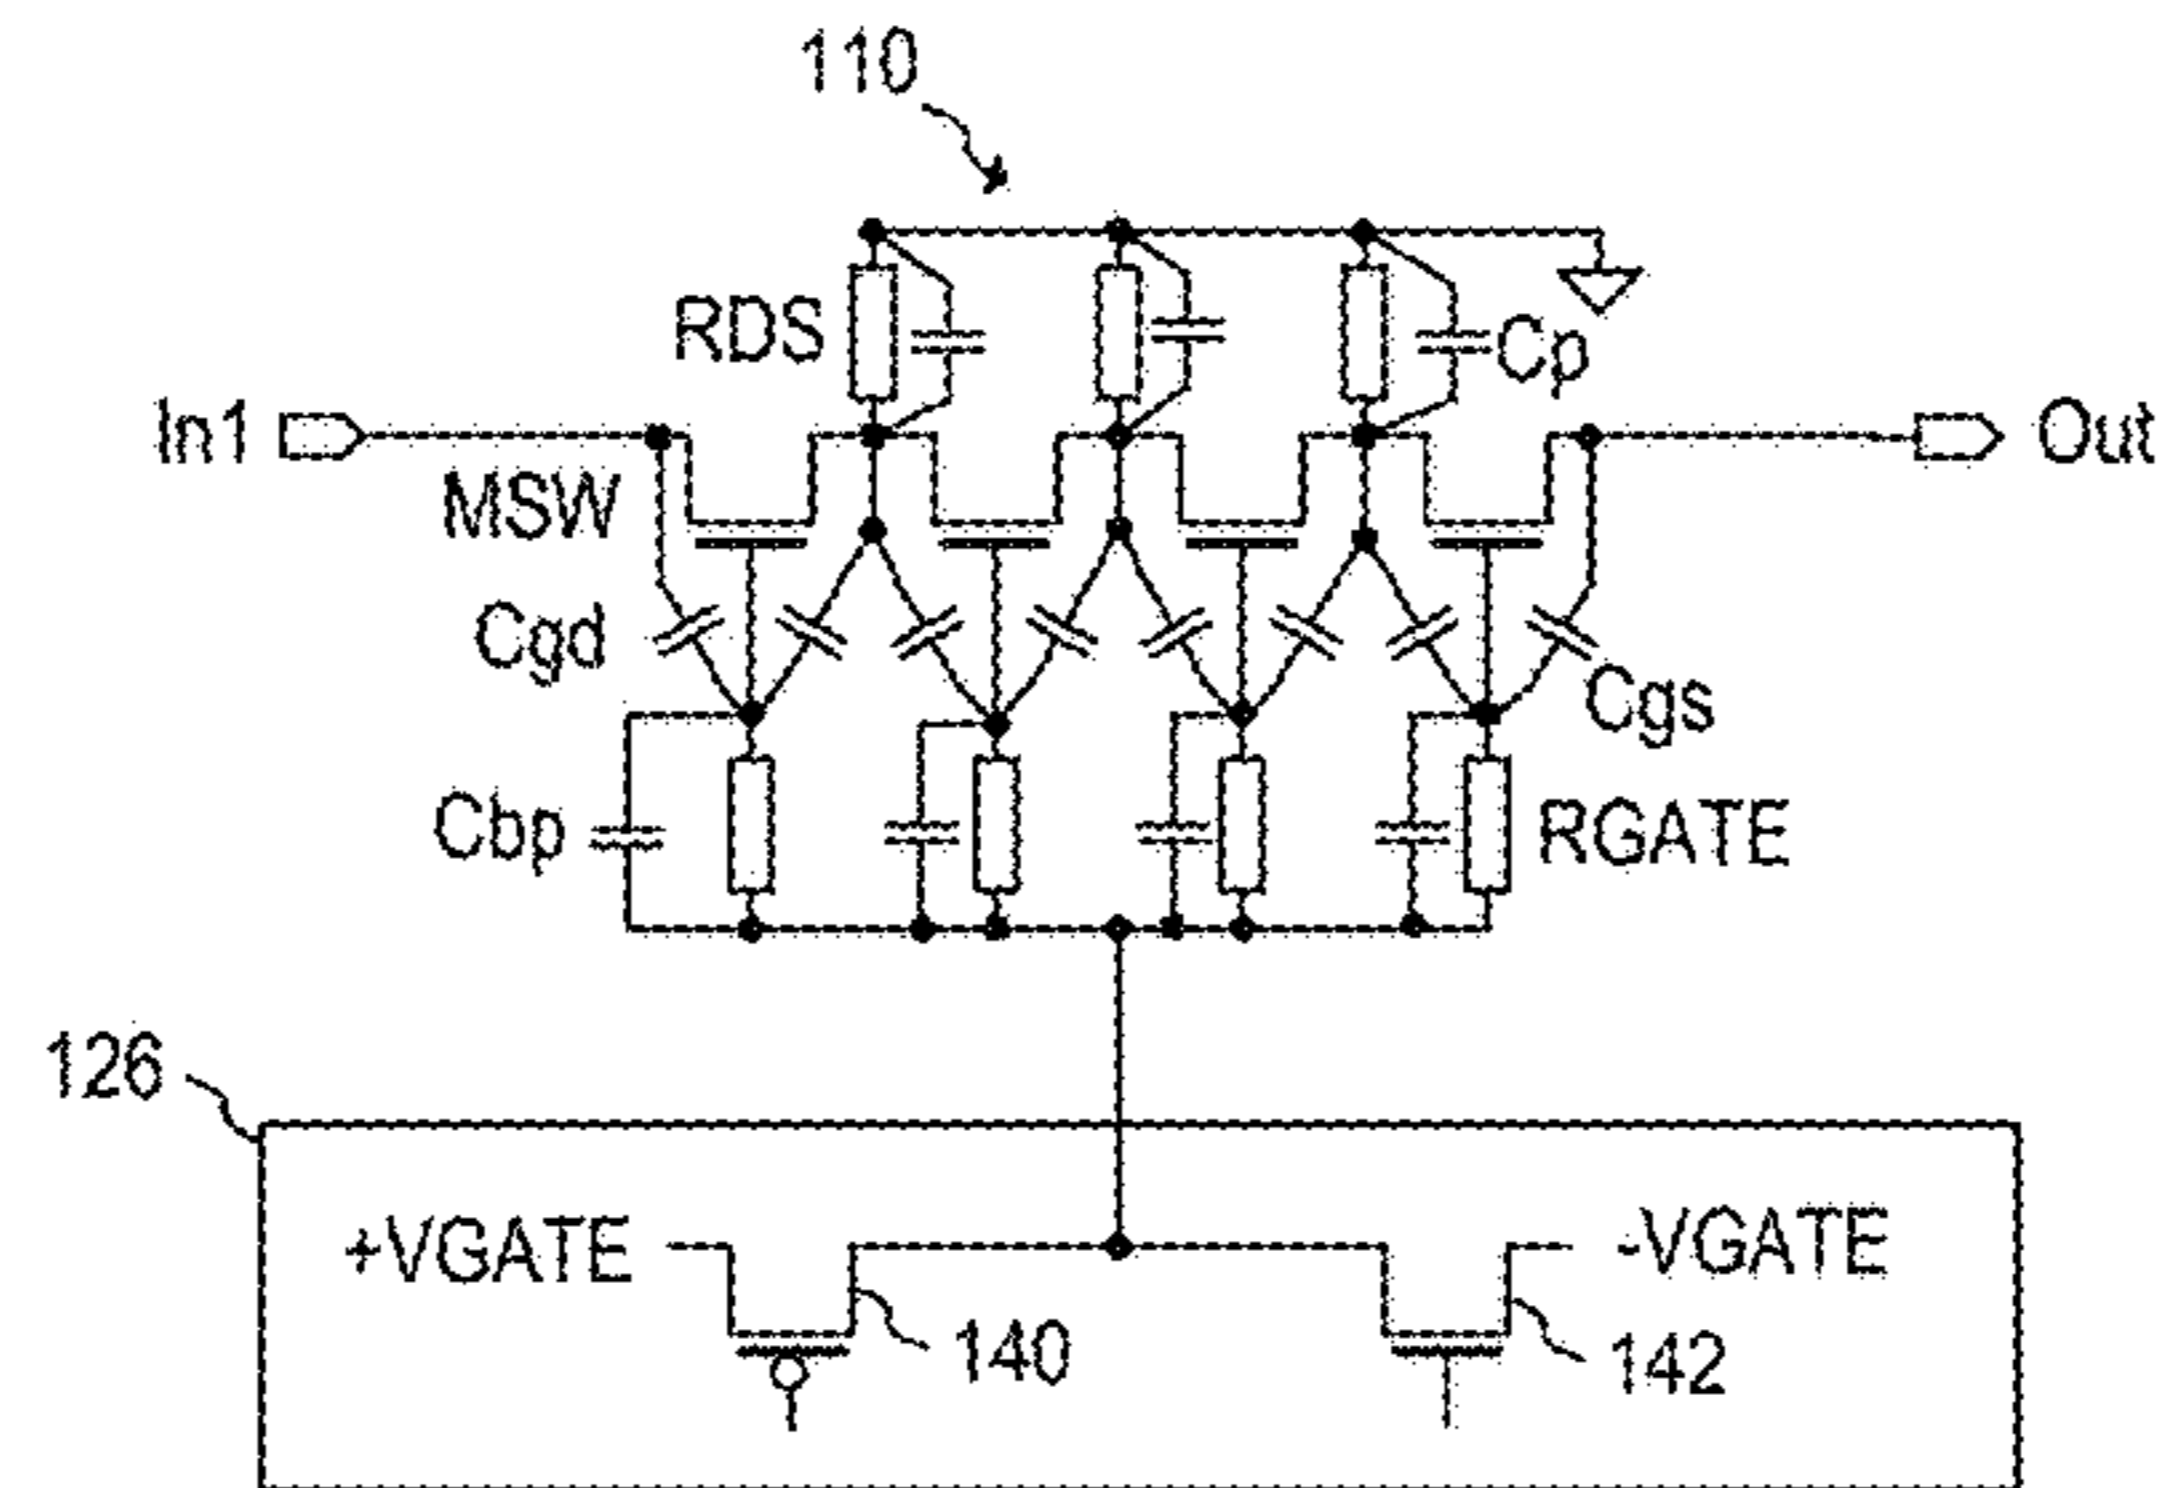 110
RDS
Cp
In1
Out
MSW
Cgd
Cgs
Cbp
RGATE
126
+VGATE
-VGATE
140
142